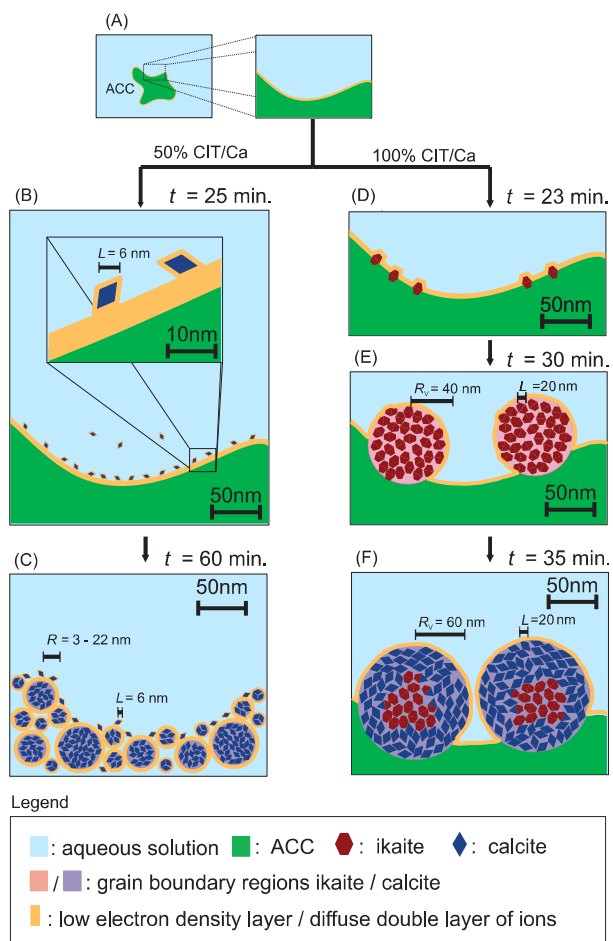 (A)
ACC
50% CIT/Ca
100% CIT/Ca
(B)
t = 25 min.
L = 6 nm
10nm
50nm
(D)
t = 23 min.
50nm
t = 30 min.
(E)
Rv = 40 nm
L =20 nm
50nm
t = 60 min.
(C)
50nm
R = 3 - 22 nm
L = 6 nm
t = 35 min.
(F)
50nm
Rv = 60 nm
L =20nm
Legend
: aqueous solution : ACC : ikaite : calcite
/ : grain boundary regions ikaite / calcite
: low electron density layer / diffuse double layer of ions